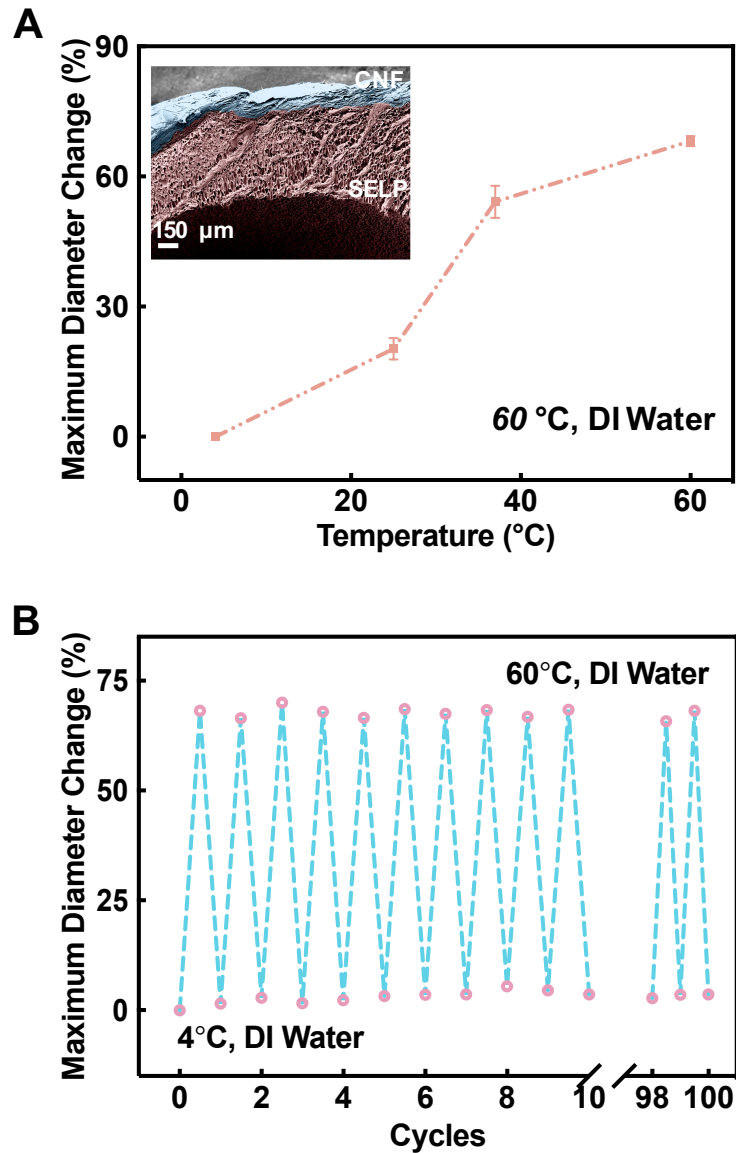 A
Maximum Diameter Change (%)
90
60
30
0
CNF
SELP
150 μm
60 °C, DI Water
0 20 40 60
Temperature (°C)
B
Maximum Diameter Change (%)
75
50
25
0
60°C, DI Water
4°C, DI Water
0 2 4 6 8 10 98 100
Cycles